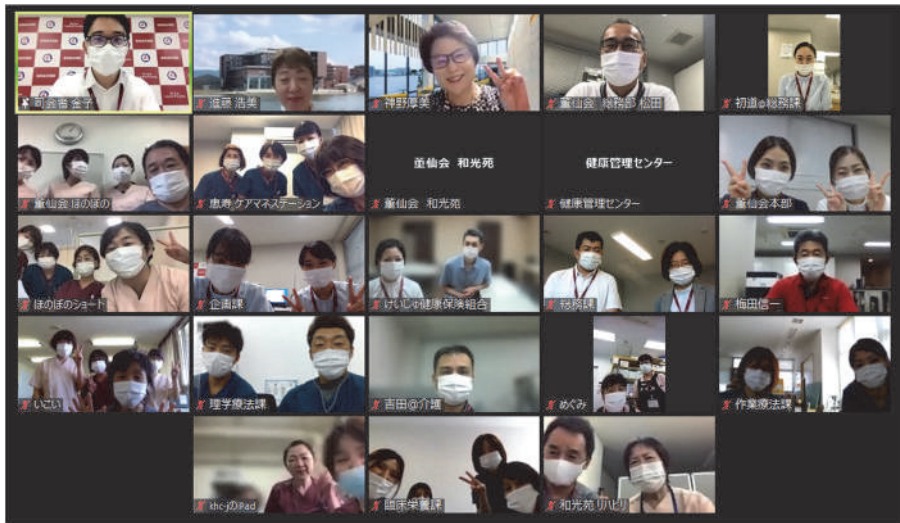 司会者 金子
進藤 浩美
神野厚美
董仙会 総務部 松田
初道@総務課
董仙会 ほのぼの
恵寿 ケアマネステーション
董仙会 和光苑
董仙会 和光苑
健康管理センター
健康管理センター
董仙会本部
ほのぼのショート
企画課
けいじゅ健康保険組合
総務課
梅田信一
いこい
理学療法課
吉田@介護
めぐみ
作業療法課
khc-jのiPad
臨床栄養課
和光苑 リハビリ